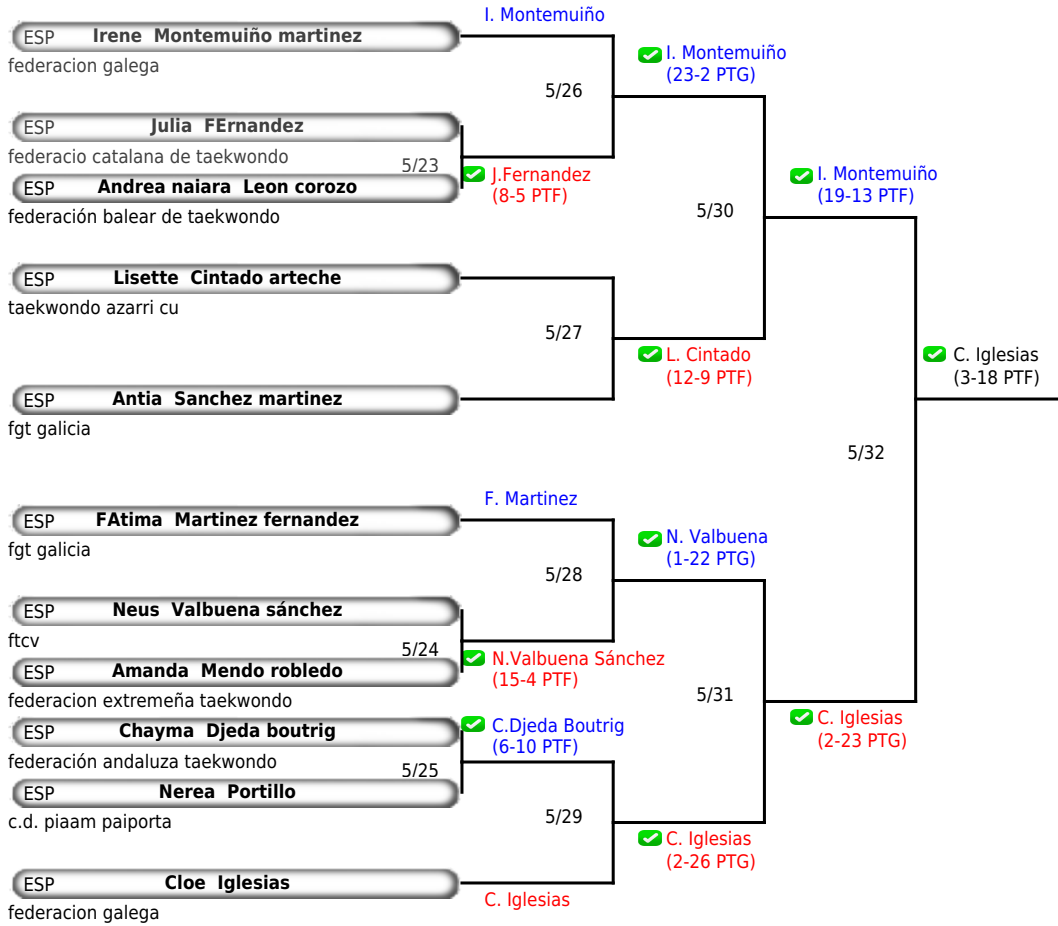 I. Montemuiño
ESP Irene Montemuiño martinez
federacion galega
I. Montemuiño
(23-2 PTG)
5/26
ESP Julia FErnandez
federacio catalana de taekwondo
5/23
J.Fernandez
(8-5 PTF)
ESP Andrea naiara Leon corozo
federación balear de taekwondo
I. Montemuiño
(19-13 PTF)
5/30
ESP Lisette Cintado arteche
taekwondo azarri cu
5/27
L. Cintado
(12-9 PTF)
C. Iglesias
(3-18 PTF)
ESP Antia Sanchez martinez
fgt galicia
5/32
F. Martinez
ESP FAtima Martinez fernandez
fgt galicia
N. Valbuena
(1-22 PTG)
5/28
ESP Neus Valbuena sánchez
ftcv
5/24
N.Valbuena Sánchez
(15-4 PTF)
ESP Amanda Mendo robledo
federacion extremeña taekwondo
5/31
C. Iglesias
(2-23 PTG)
ESP Chayma Djeda boutrig
C.Djeda Boutrig
(6-10 PTF)
federación andaluza taekwondo
5/25
ESP Nerea Portillo
c.d. piaam paiporta
5/29
C. Iglesias
(2-26 PTG)
ESP Cloe Iglesias
C. Iglesias
federacion galega